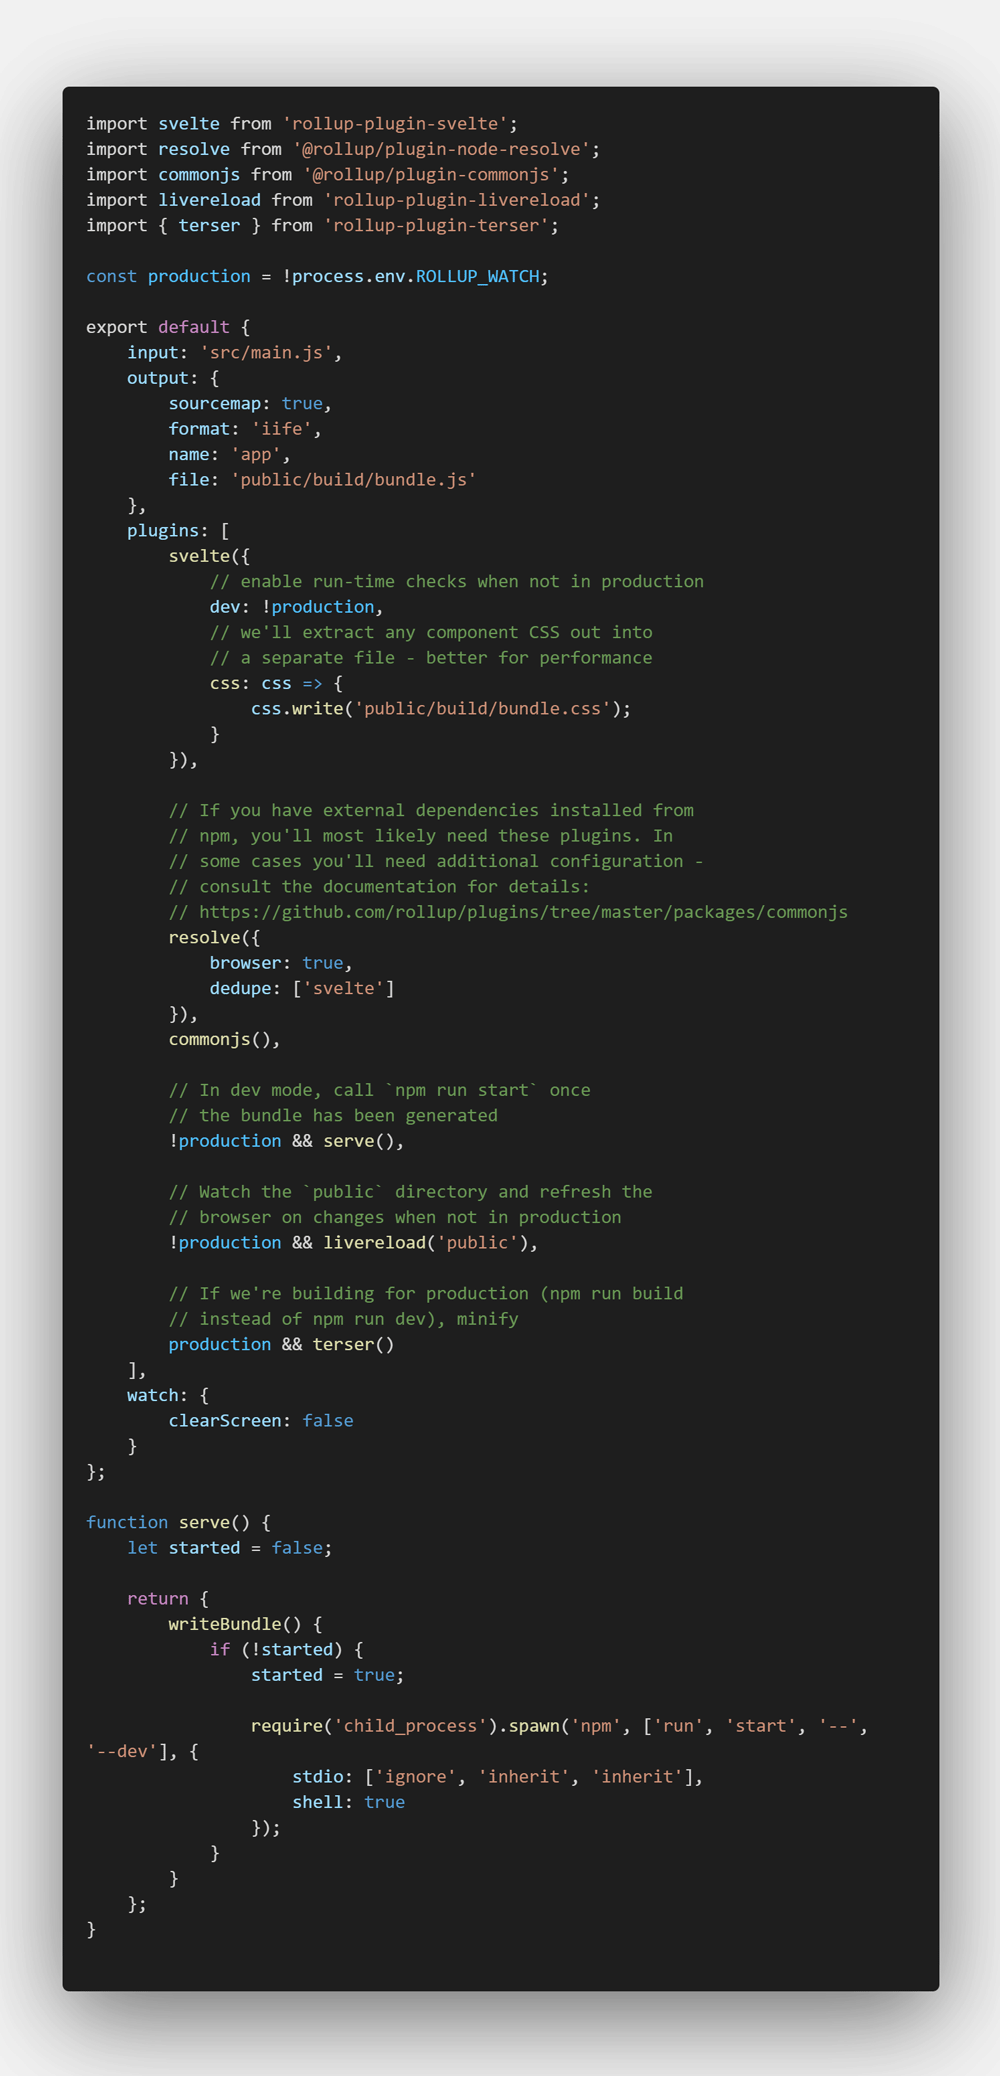 import svelte from 'rollup-plugin-svelte';
import resolve from '@rollup/plugin-node-resolve';
import commonjs from '@rollup/plugin-commonjs';
import livereload from 'rollup-plugin-livereload';
import { terser } from 'rollup-plugin-terser';

const production = !process.env.ROLLUP_WATCH;

export default {
    input: 'src/main.js',
    output: {
        sourcemap: true,
        format: 'iife',
        name: 'app',
        file: 'public/build/bundle.js'
    },
    plugins: [
        svelte({
            // enable run-time checks when not in production
            dev: !production,
            // we'll extract any component CSS out into
            // a separate file - better for performance
            css: css => {
                css.write('public/build/bundle.css');
            }
        }),

        // If you have external dependencies installed from
        // npm, you'll most likely need these plugins. In
        // some cases you'll need additional configuration -
        // consult the documentation for details:
        // https://github.com/rollup/plugins/tree/master/packages/commonjs
        resolve({
            browser: true,
            dedupe: ['svelte']
        }),
        commonjs(),

        // In dev mode, call `npm run start` once
        // the bundle has been generated
        !production && serve(),

        // Watch the `public` directory and refresh the
        // browser on changes when not in production
        !production && livereload('public'),

        // If we're building for production (npm run build
        // instead of npm run dev), minify
        production && terser()
    ],
    watch: {
        clearScreen: false
    }
};

function serve() {
    let started = false;

    return {
        writeBundle() {
            if (!started) {
                started = true;

                require('child_process').spawn('npm', ['run', 'start', '--',
'--dev'], {
                    stdio: ['ignore', 'inherit', 'inherit'],
                    shell: true
                });
            }
        }
    };
}